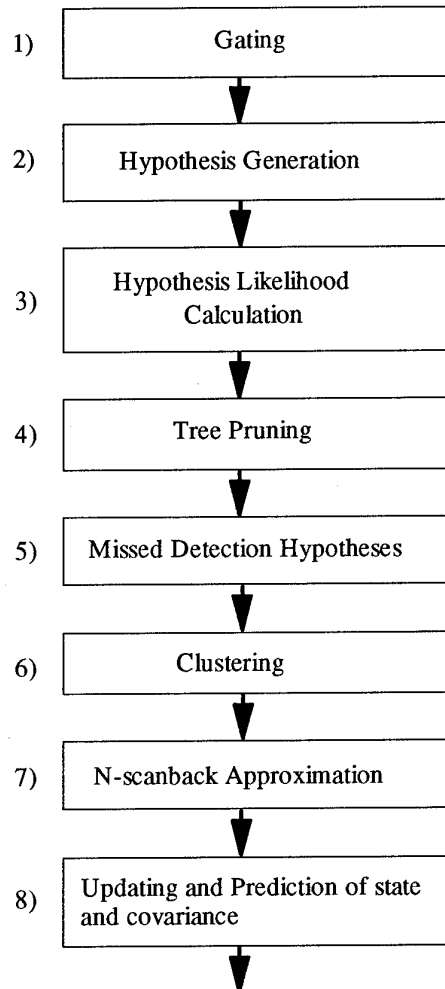 1) Gating
2) Hypothesis Generation
3) Hypothesis Likelihood
Calculation
4) Tree Pruning
5) Missed Detection Hypotheses
6) Clustering
7) N-scanback Approximation
8) Updating and Prediction of state
and covariance